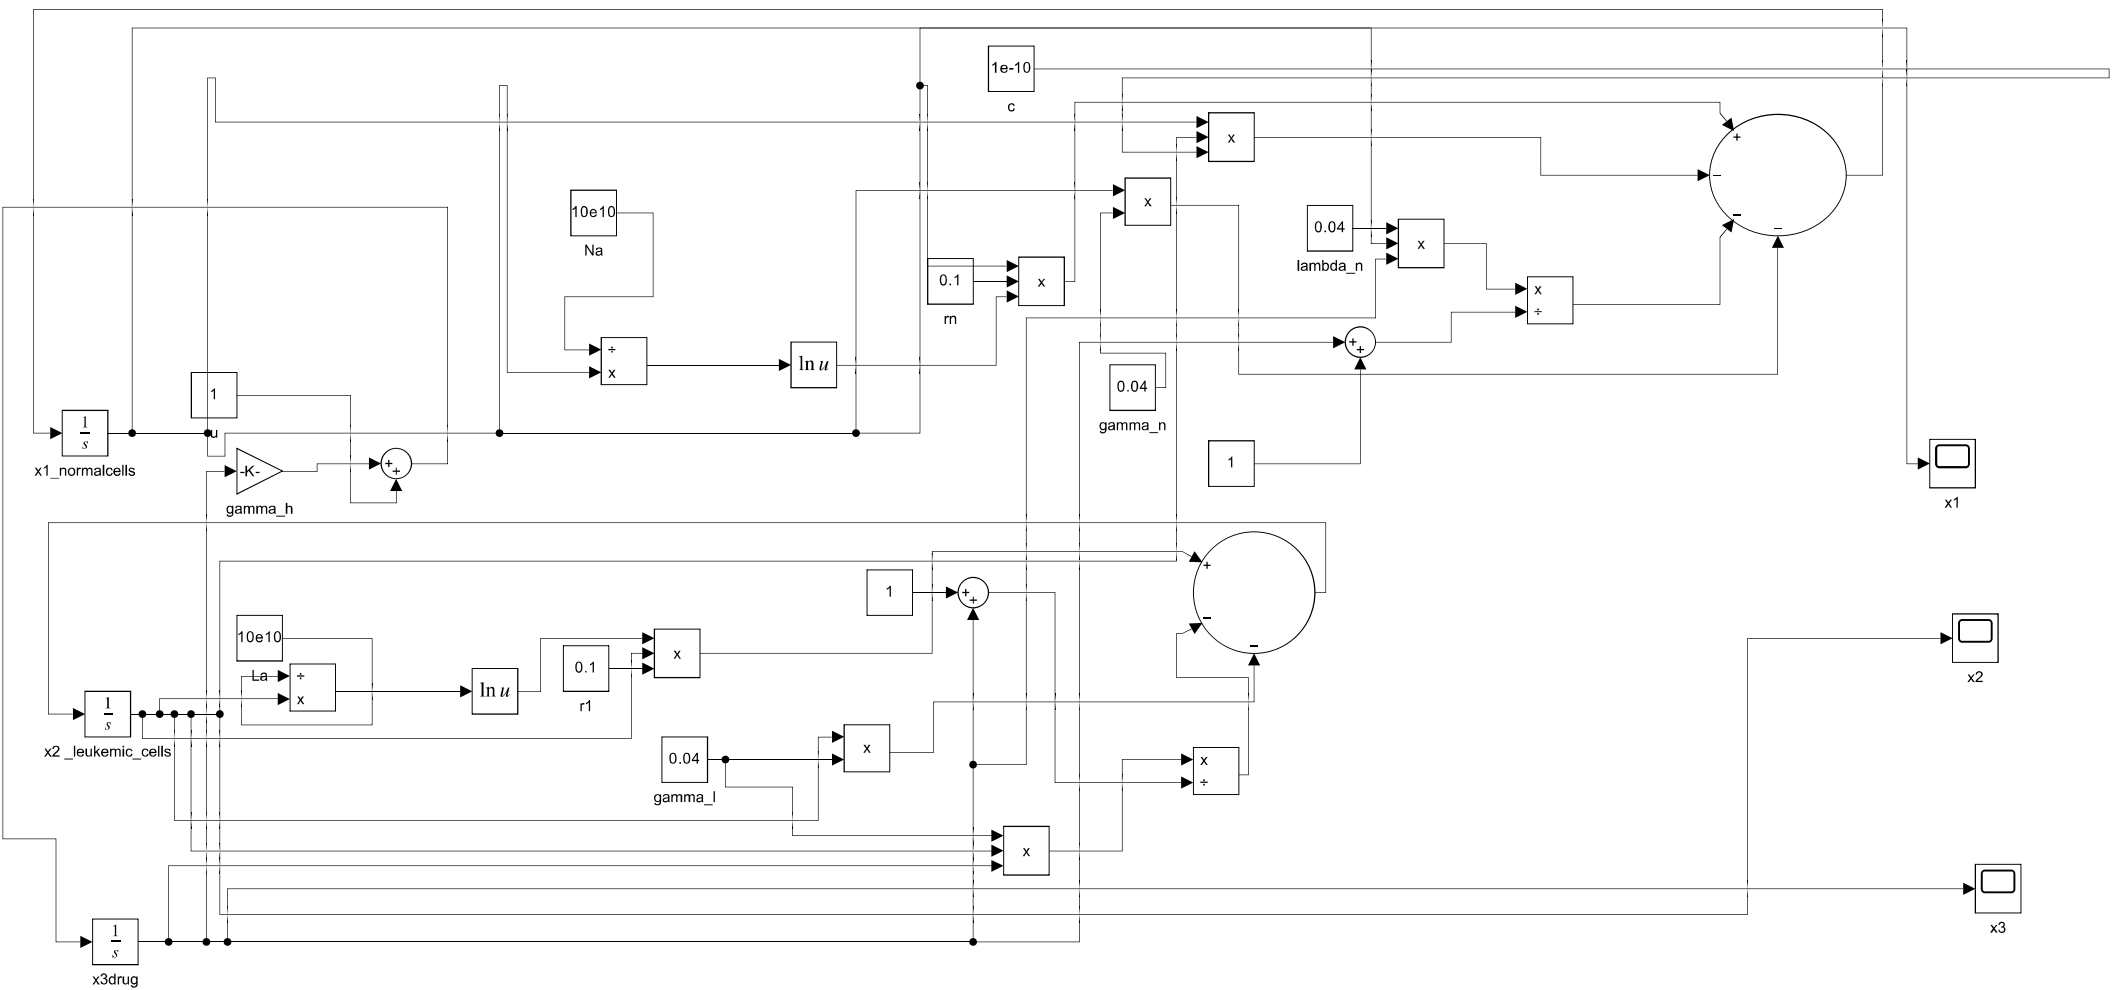 1e-10
c
+
x
−
10e10
Na
x
−
−
0.04
lambda_n
x
0.1
rn
x
x
÷
÷
x
ln u
+
+
0.04
gamma_n
1
u
1
s
x1_normalcells
-K-
gamma_h
+
+
1
x1
+
−
−
1
+
+
10e10
La
÷
x
ln u
0.1
r1
x
x2
1
s
x2 _leukemic_cells
0.04
gamma_l
x
x
÷
x
x3
1
s
x3drug